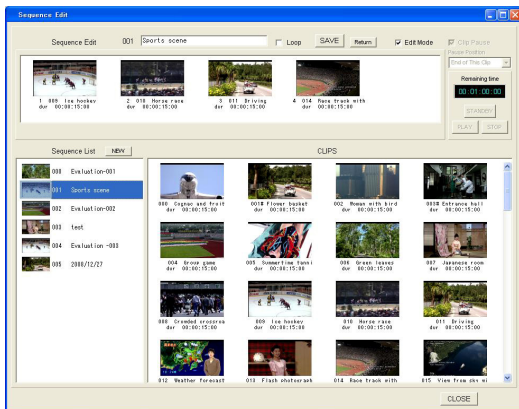 Sequence Edit
Sequence Edit 001 Sports scene Loop SAVE Return Edit Mode Clip Pause
Pause Position
End of This Clip
Remaining time
00:01:00:00
STANDBY
PLAY STOP
1 009 Ice hockey 2 010 Horse race 3 011 Driving 4 014 Race track with
dur 00:00:15:00 dur 00:00:15:00 dur 00:00:15:00 dur 00:00:15:00
Sequence List NEW CLIPS
000 Evaluation-001
001 Sports scene
002 Evaluation-002
003 test
004 Evaluation -003
005 2000/12/27
000 Cognac and fruit 001# Flower basket 002 Woman with bird 003# Entrance hall
dur 00:00:15:00 dur 00:00:15:00 dur 00:00:15:00 dur 00:00:15:00
004 Group game 005 Summertime tanni 006 Green leaves 007 Japanese room
dur 00:00:15:00 dur 00:00:15:00 dur 00:00:15:00 dur 00:00:15:00
008 Crowded crossroa 009 Ice hockey 010 Horse race 011 Driving
dur 00:00:15:00 dur 00:00:15:00 dur 00:00:15:00 dur 00:00:15:00
012 Weather forecast 013 Flash photograph 014 Race track with 015 View from sky wi
CLOSE